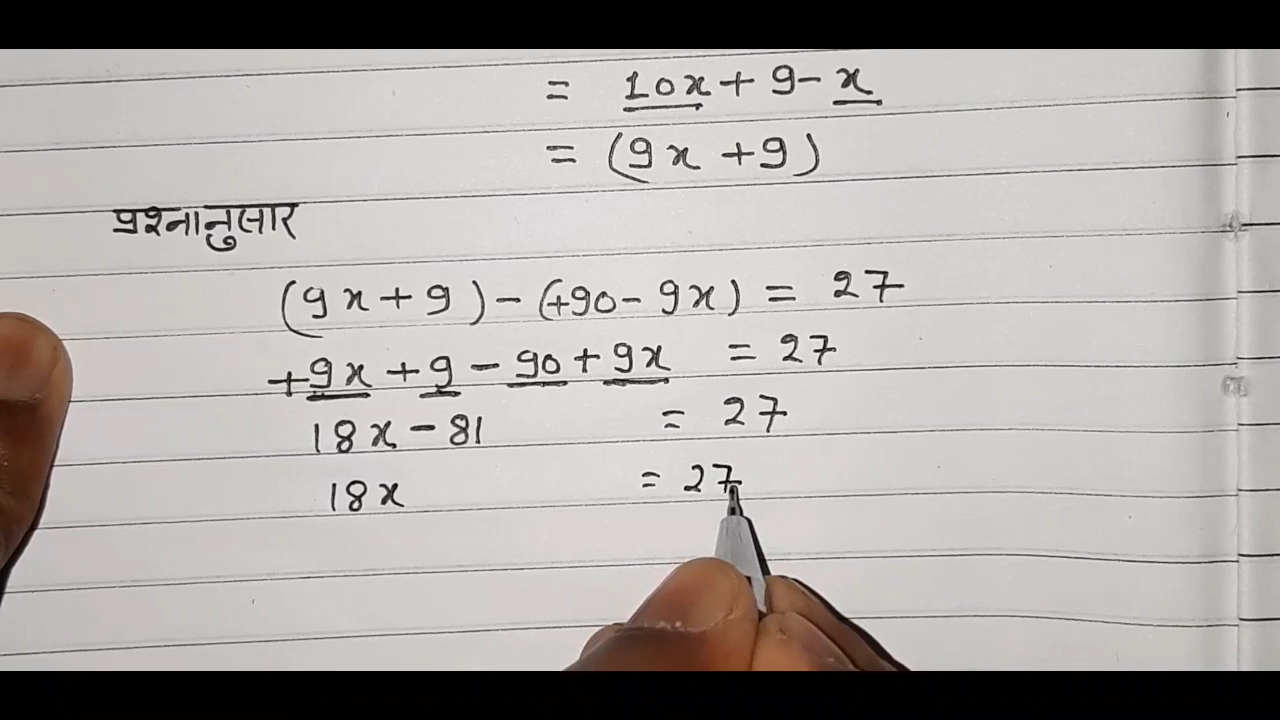 = 10x + 9 - x
= (9x + 9)
प्रश्नानुसार
(9x + 9) - (+90 - 9x) = 27
+9x + 9 - 90 + 9x = 27
18x - 81 = 27
18x = 27